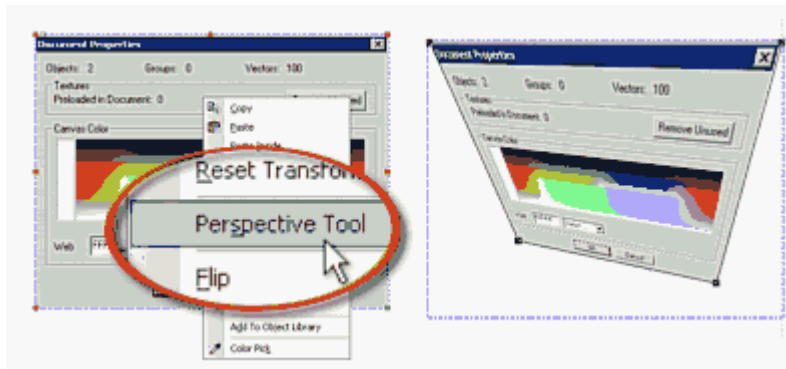 Document Properties
Objects: 2 Groups: 0 Vectors: 100
Textures
Preloaded in Document: 0
Canvas Color
Web
Copy
Paste
Reset Transform
Perspective Tool
Flip
Add To Object Library
Color Pick
Document Properties
Objects: 2 Groups: 0 Vectors: 100
Textures
Preloaded in Document: 0
Remove Unused
Canvas Color